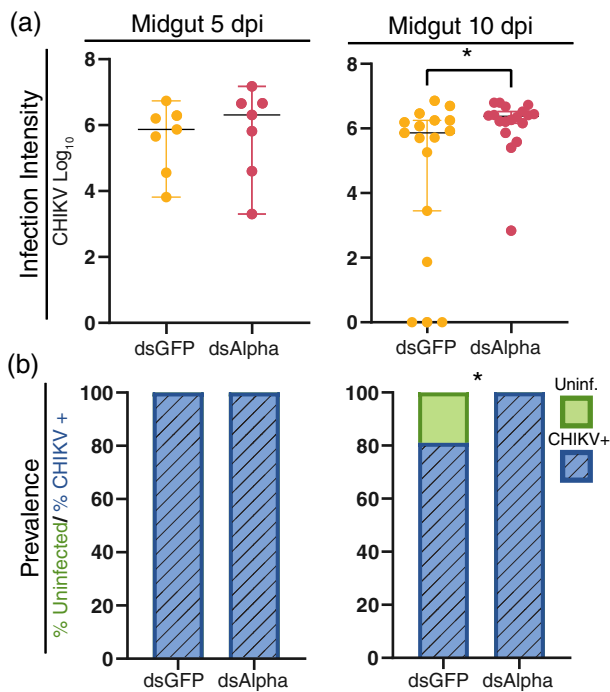 (a)
Midgut 5 dpi
Midgut 10 dpi
Infection Intensity
CHIKV Log10
8
6
4
2
0
dsGFP
dsAlpha
*
8
6
4
2
0
dsGFP
dsAlpha
(b)
Prevalence
% Uninfected/ % CHIKV +
100
80
60
40
20
0
dsGFP
dsAlpha
*
100
80
60
40
20
0
dsGFP
dsAlpha
Uninf.
CHIKV+